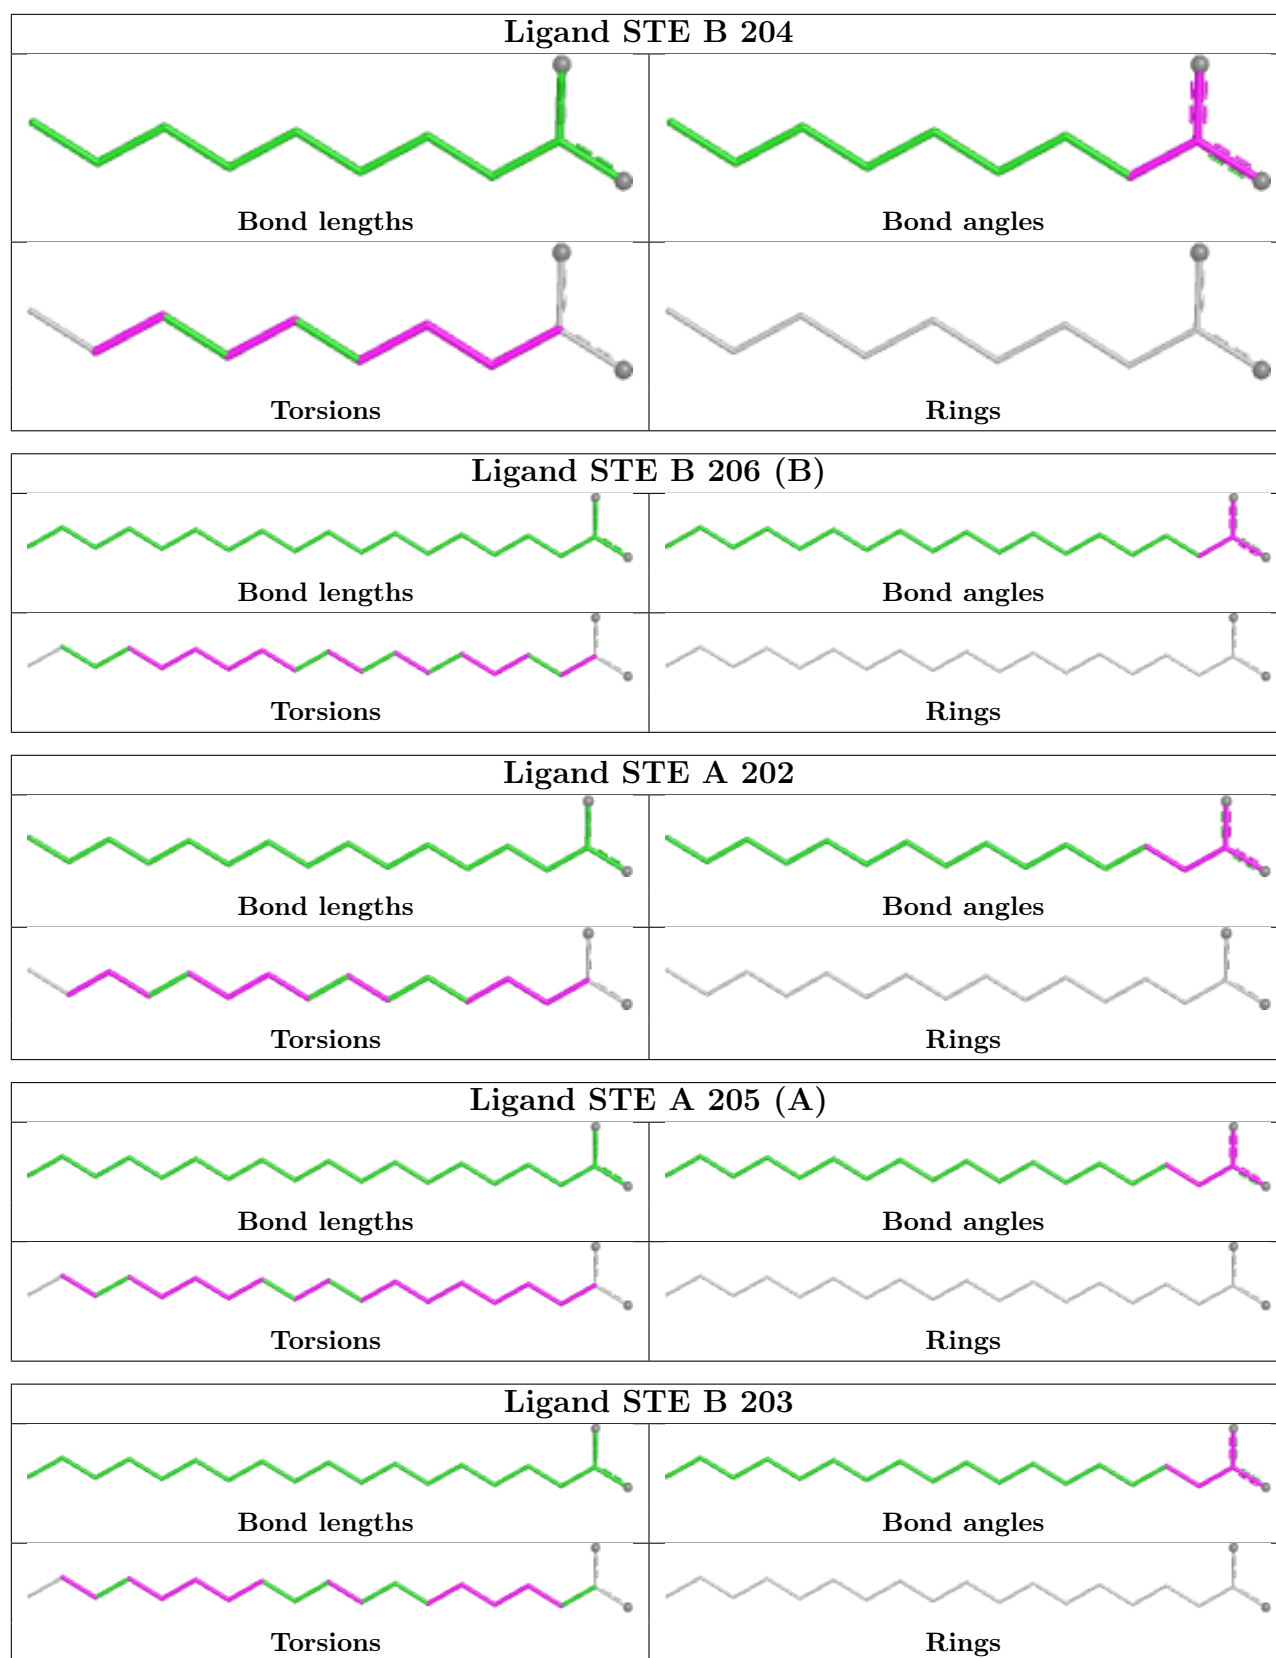 Ligand STE B 204
Bond lengths
Bond angles
Torsions
Rings
Ligand STE B 206 (B)
Bond lengths
Bond angles
Torsions
Rings
Ligand STE A 202
Bond lengths
Bond angles
Torsions
Rings
Ligand STE A 205 (A)
Bond lengths
Bond angles
Torsions
Rings
Ligand STE B 203
Bond lengths
Bond angles
Torsions
Rings